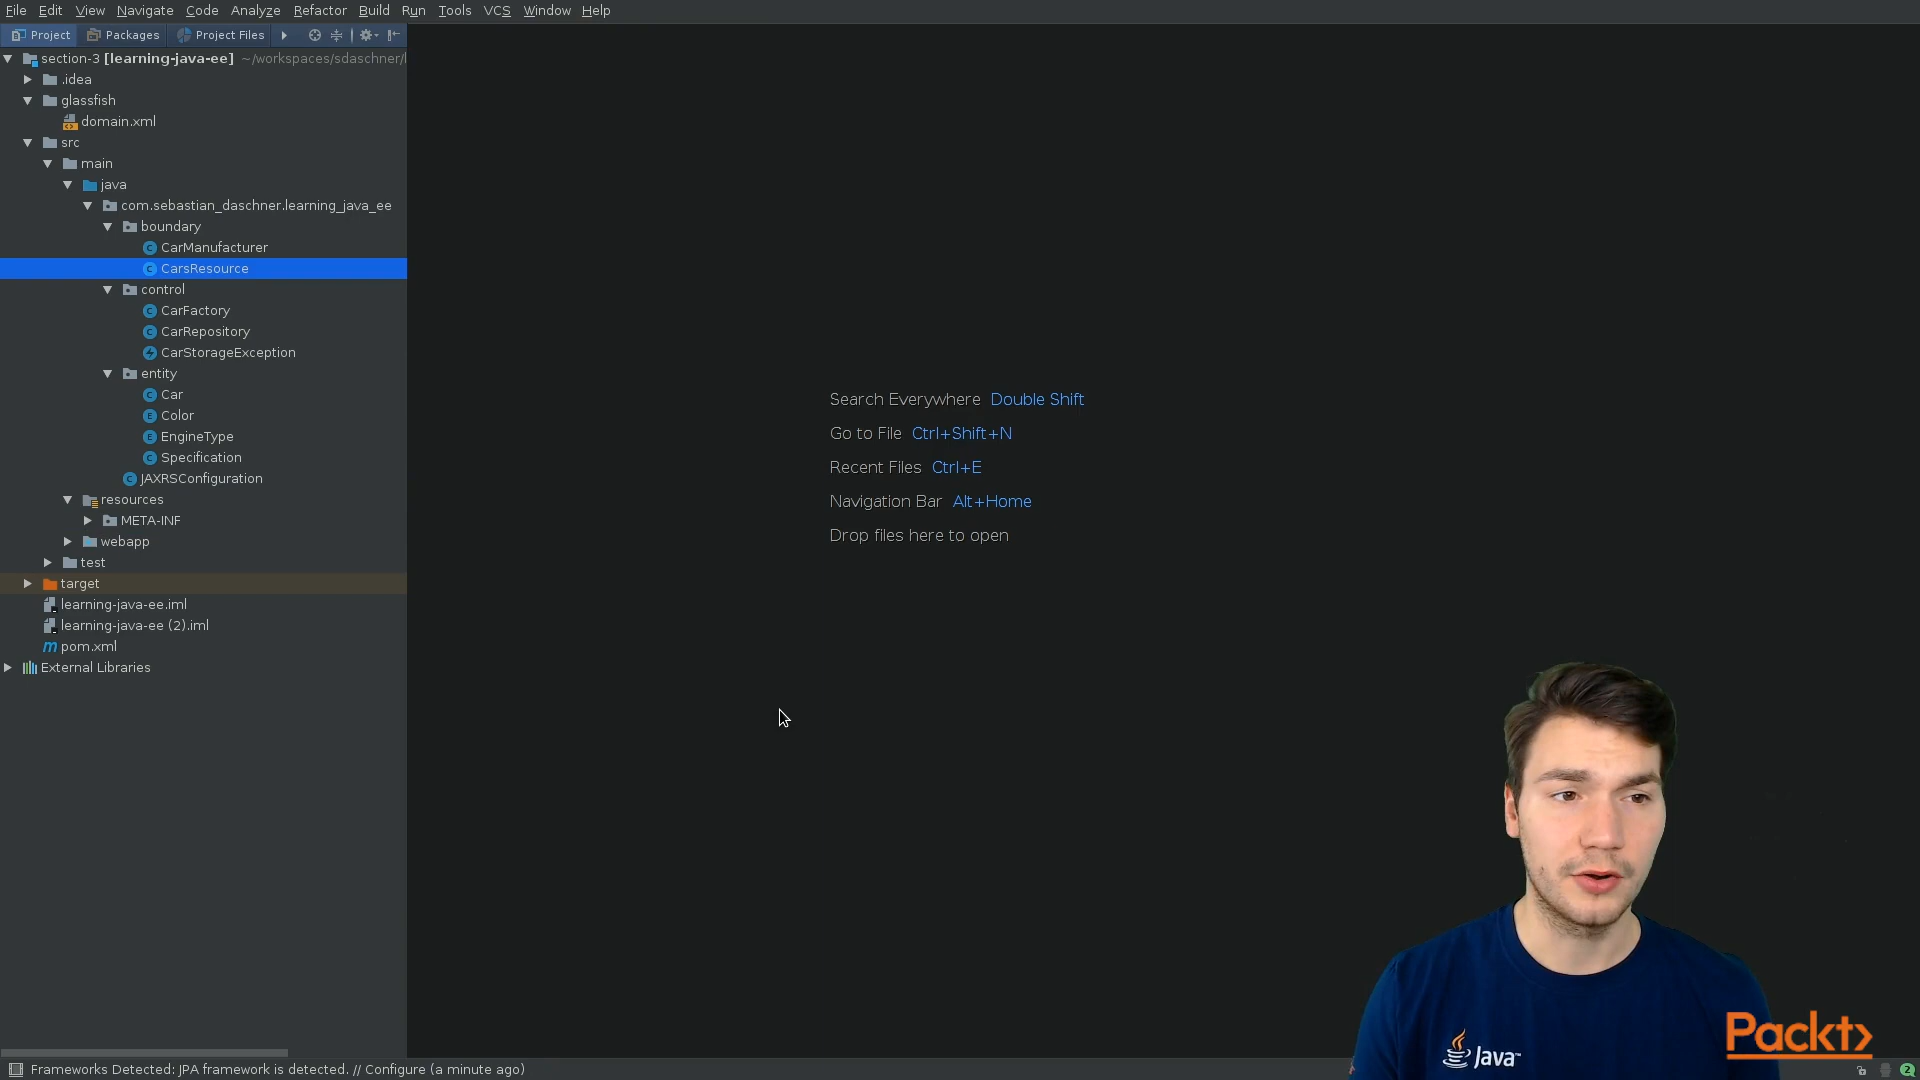 File Edit View Navigate Code Analyze Refactor Build Run Tools VCS Window Help
Project Packages Project Files
section-3 [learning-java-ee] ~/workspaces/sdaschner/l
.idea
glassfish
domain.xml
src
main
java
com.sebastian_daschner.learning_java_ee
boundary
CarManufacturer
CarsResource
control
CarFactory
CarRepository
CarStorageException
entity
Car
Color
EngineType
Specification
JAXRSConfiguration
resources
META-INF
webapp
test
target
learning-java-ee.iml
learning-java-ee (2).iml
pom.xml
External Libraries
Search Everywhere Double Shift
Go to File Ctrl+Shift+N
Recent Files Ctrl+E
Navigation Bar Alt+Home
Drop files here to open
Java™
Packt>
Frameworks Detected: JPA framework is detected. // Configure (a minute ago)
2